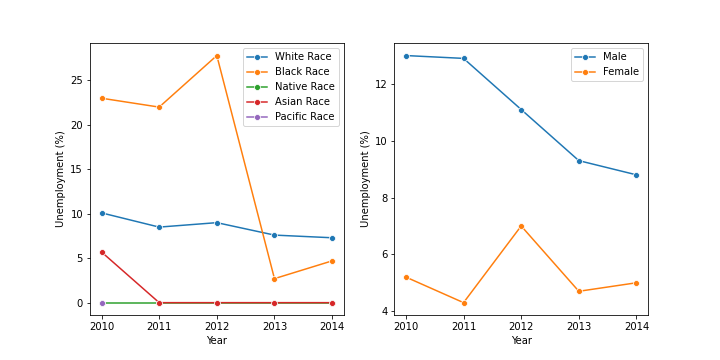 White Race
Black Race
Native Race
Asian Race
Pacific Race
25
20
15
10
5
0
Unemployment (%)
2010 2011 2012 2013 2014
Year
Male
Female
12
10
8
6
4
Unemployment (%)
2010 2011 2012 2013 2014
Year